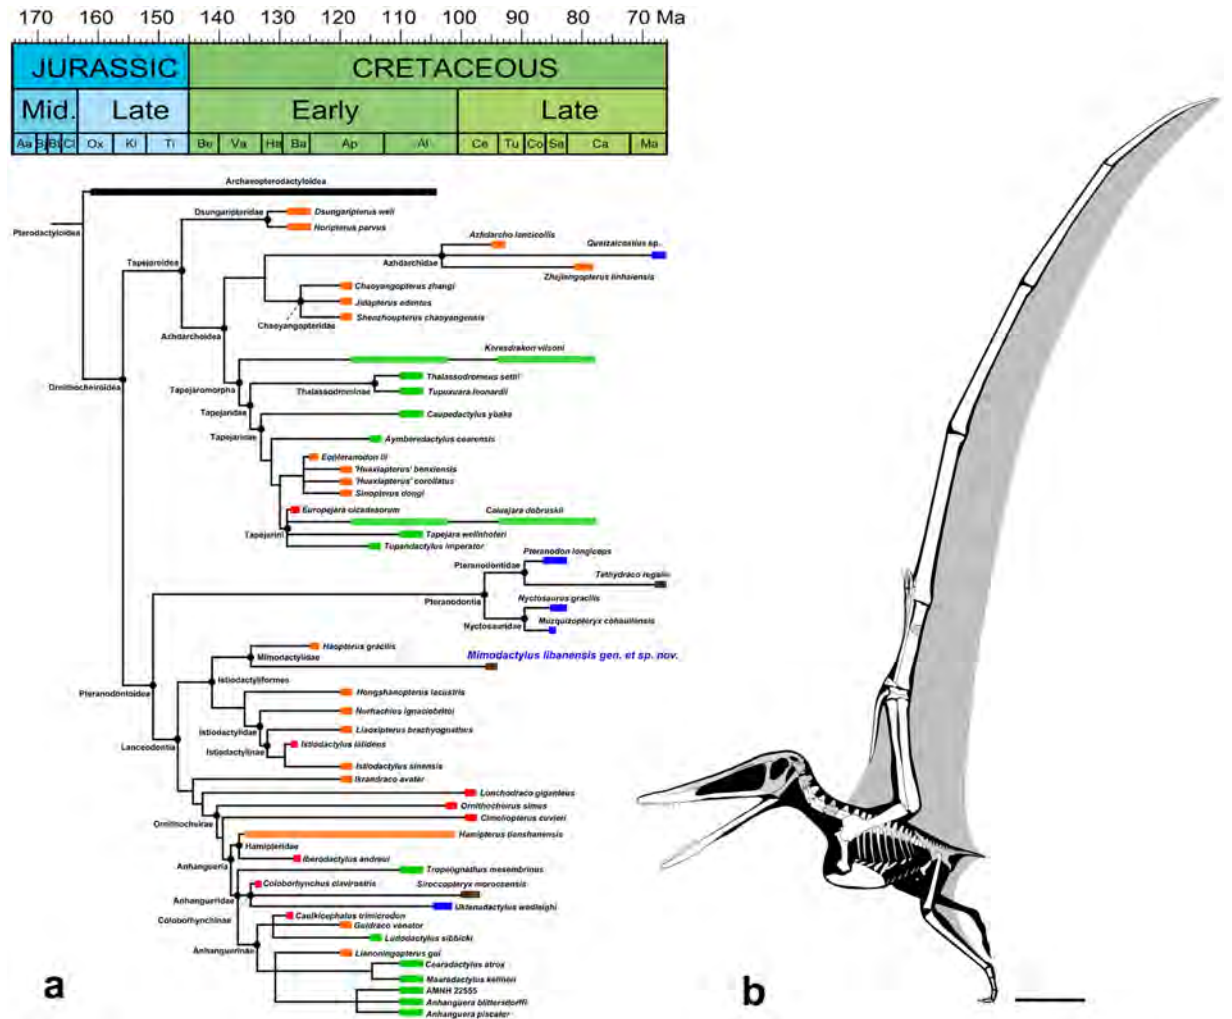 170 160 150 140 130 120 110 100 90 80 70 Ma
JURASSIC CRETACEOUS
Mid. Late Early Late
Aa Bj Bt Cl Ox Ki Ti Be Va Ha Ba Ap Al Ce Tu Co Sa Ca Ma
Archaeopterodactyloidea
Dsungaripteridae Dsungaripterus weii
Pterodactyloidea Noripterus parvus
Azhdarcho lancicollis
Quetzalcoatlus sp.
Tapejaroidea Azhdarchidae
Zhejiangopterus linhaiensis
Chaoyangopterus zhangi
Jidapterus edentus
Shenzhoupterus chaoyangensis
Chaoyangopteridae
Azhdarchoidea
Keresdrakon vilsoni
Thalassodromeus sethi
Ornithocheiroidea Tapejaromorpha Thalassodrominae Tupuxuara leonardii
Tapejaridae Caupedactylus ybaka
Tapejarinae
Aymberedactylus cearensis
Eopteranodon lii
'Huaxiapterus' benxiensis
'Huaxiapterus' corollatus
Sinopterus dongi
Europejara olcadesorum Caiuajara dobruskii
Tapejarini Tapejara wellnhoferi
Tupandactylus imperator
Pteranodon longiceps
Pteranodontidae
Tethydraco regalis
Pteranodontia Nyctosaurus gracilis
Muzquizopteryx coahuilensis
Nyctosauridae
Haopterus gracilis
Mimodactylidae Mimodactylus libanensis gen. et sp. nov.
Istiodactyliformes
Pteranodontoidea Hongshanopterus lacustris
Nurhachius ignaciobritoi
Istiodactylidae Liaoxipterus brachyognathus
Lanceodontia Istiodactylinae Istiodactylus latidens
Istiodactylus sinensis
Ikrandraco avatar
Lonchodraco giganteus
Ornithocheirus simus
Ornithocheirae Cimoliopterus cuvieri
Hamipterus tianshanensis
Hamipteridae
Anhangueria Iberodactylus andreui
Tropeognathus mesembrinus
Anhangueridae Coloborhynchus clavirostris Siroccopteryx moroccensis
Uktenadactylus wadleighi
Coloborhynchinae Caulkicephalus trimicrodon
Guidraco venator
Ludodactylus sibbicki
Anhanguerinae
Liaoningopterus gui
Cearadactylus atrox
Maaradactylus kellneri
AMNH 22555
Anhanguera blittersdorffi
Anhanguera piscator
a b